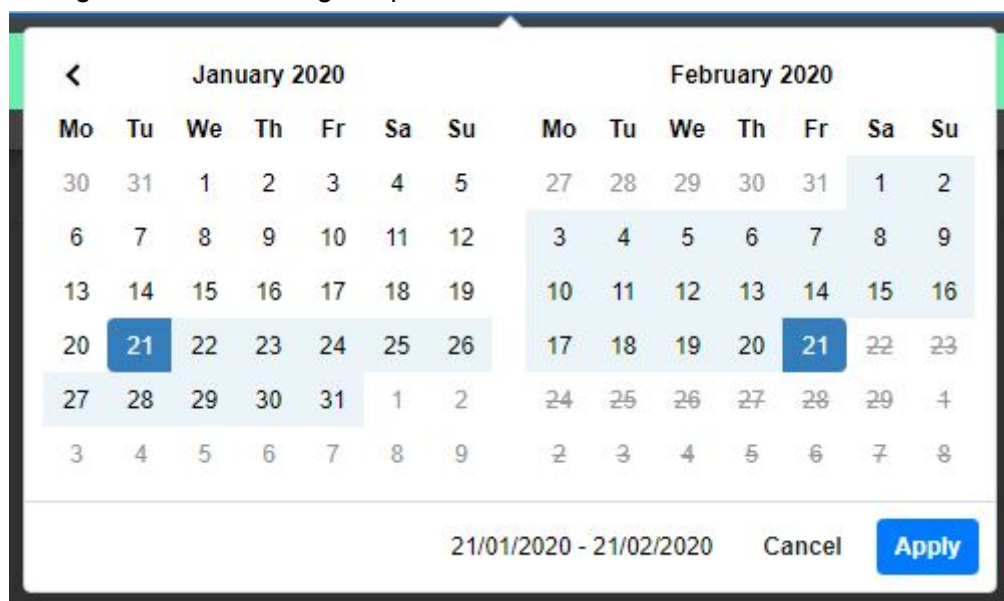 < January 2020 February 2020
Mo Tu We Th Fr Sa Su Mo Tu We Th Fr Sa Su
30 31 1 2 3 4 5 27 28 29 30 31 1 2
6 7 8 9 10 11 12 3 4 5 6 7 8 9
13 14 15 16 17 18 19 10 11 12 13 14 15 16
20 21 22 23 24 25 26 17 18 19 20 21 22 23
27 28 29 30 31 1 2 24 25 26 27 28 29 1
3 4 5 6 7 8 9 2 3 4 5 6 7 8
21/01/2020 - 21/02/2020 Cancel Apply